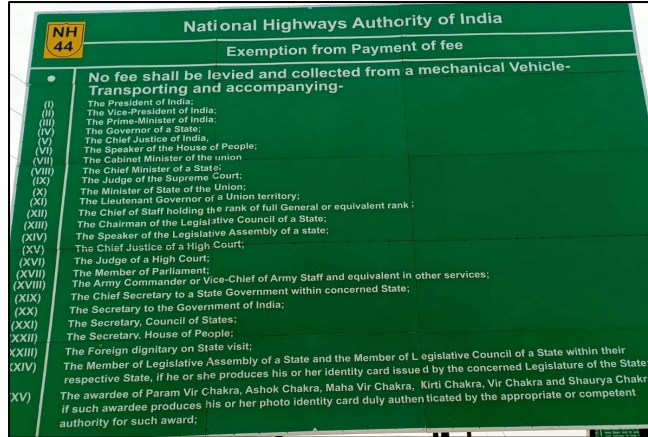 NH
44
National Highways Authority of India
Exemption from Payment of fee
• No fee shall be levied and collected from a mechanical Vehicle-
Transporting and accompanying-
(I) The President of India;
(II) The Vice-President of India;
(III) The Prime-Minister of India;
(IV) The Governor of a State;
(V) The Chief Justice of India,
(VI) The Speaker of the House of People;
(VII) The Cabinet Minister of the union
(VIII) The Chief Minister of a State;
(IX) The Judge of the Supreme Court;
(X) The Minister of State of the Union;
(XI) The Lieutenant Governor of a Union territory;
(XII) The Chief of Staff holding the rank of full General or equivalent rank;
(XIII) The Chairman of the Legislative Council of a State;
(XIV) The Speaker of the Legislative Assembly of a state;
(XV) The Chief Justice of a High Court;
(XVI) The Judge of a High Court;
(XVII) The Member of Parliament;
(XVIII) The Army Commander or Vice-Chief of Army Staff and equivalent in other services;
(XIX) The Chief Secretary to a State Government within concerned State;
(XX) The Secretary to the Government of India;
(XXI) The Secretary, Council of States;
(XXII) The Secretary, House of People;
XXIII) The Foreign dignitary on State visit;
XXIV) The Member of Legislative Assembly of a State and the Member of Legislative Council of a State within their
respective State, if he or she produces his or her identity card issued by the concerned Legislature of the State
XV) The awardee of Param Vir Chakra, Ashok Chakra, Maha Vir Chakra, Kirti Chakra, Vir Chakra and Shaurya Chakr
if such awardee produces his or her photo identity card duly authenticated by the appropriate or competent
authority for such award;